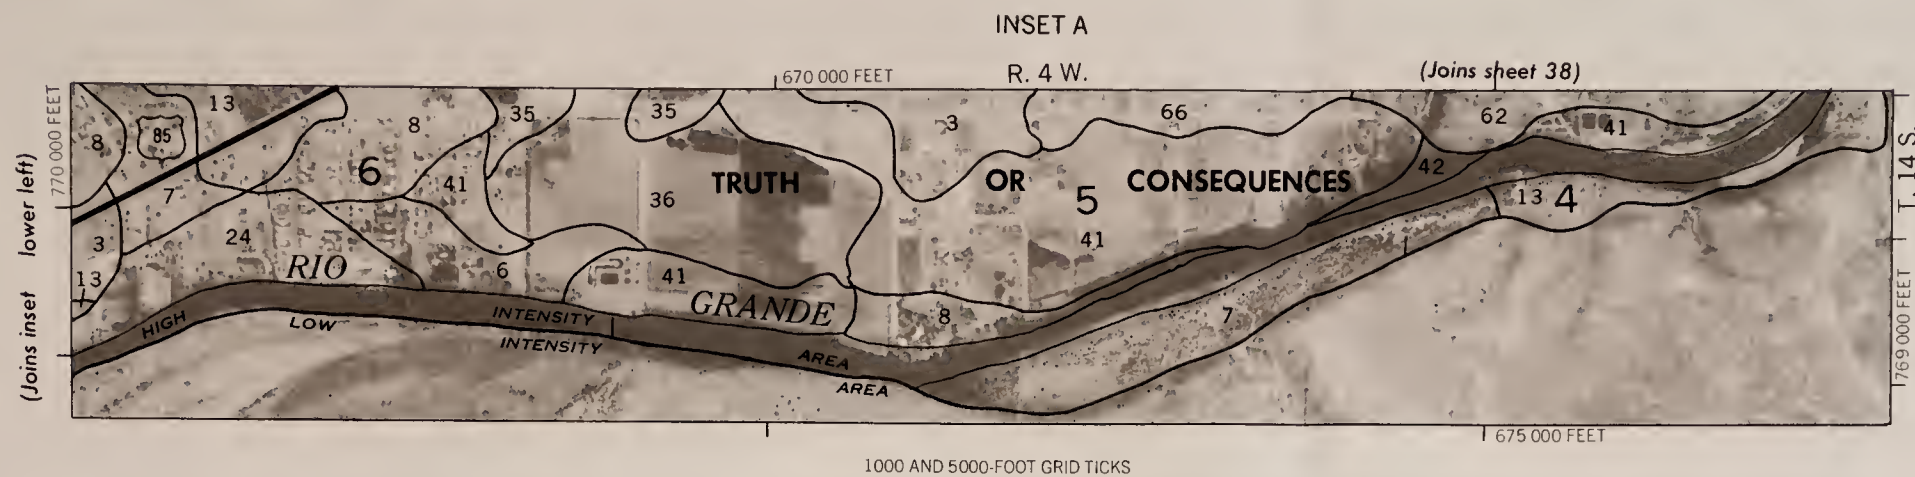 INSET A
670 000 FEET
R. 4 W.
(Joins sheet 38)
770 000 FEET
(Joins inset lower left)
13
8
85
7
3
13
24
6
8
35
41
35
36
6
41
3
66
62
41
42
13
4
5
41
8
7
TRUTH OR CONSEQUENCES
RIO GRANDE
HIGH INTENSITY AREA
LOW INTENSITY AREA
T. 14 S.
769 000 FEET
675 000 FEET
1000 AND 5000-FOOT GRID TICKS